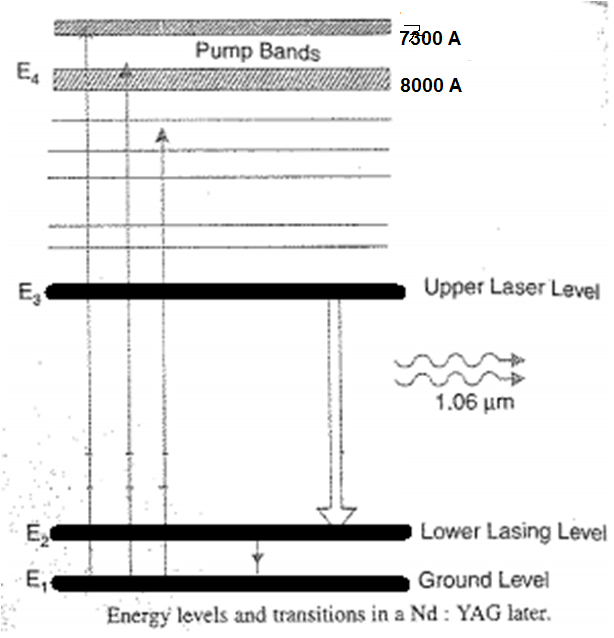 7300 A
Pump Bands
E4
8000 A
E3
Upper Laser Level
1.06 μm
E2
Lower Lasing Level
E1
Ground Level
Energy levels and transitions in a Nd : YAG later.